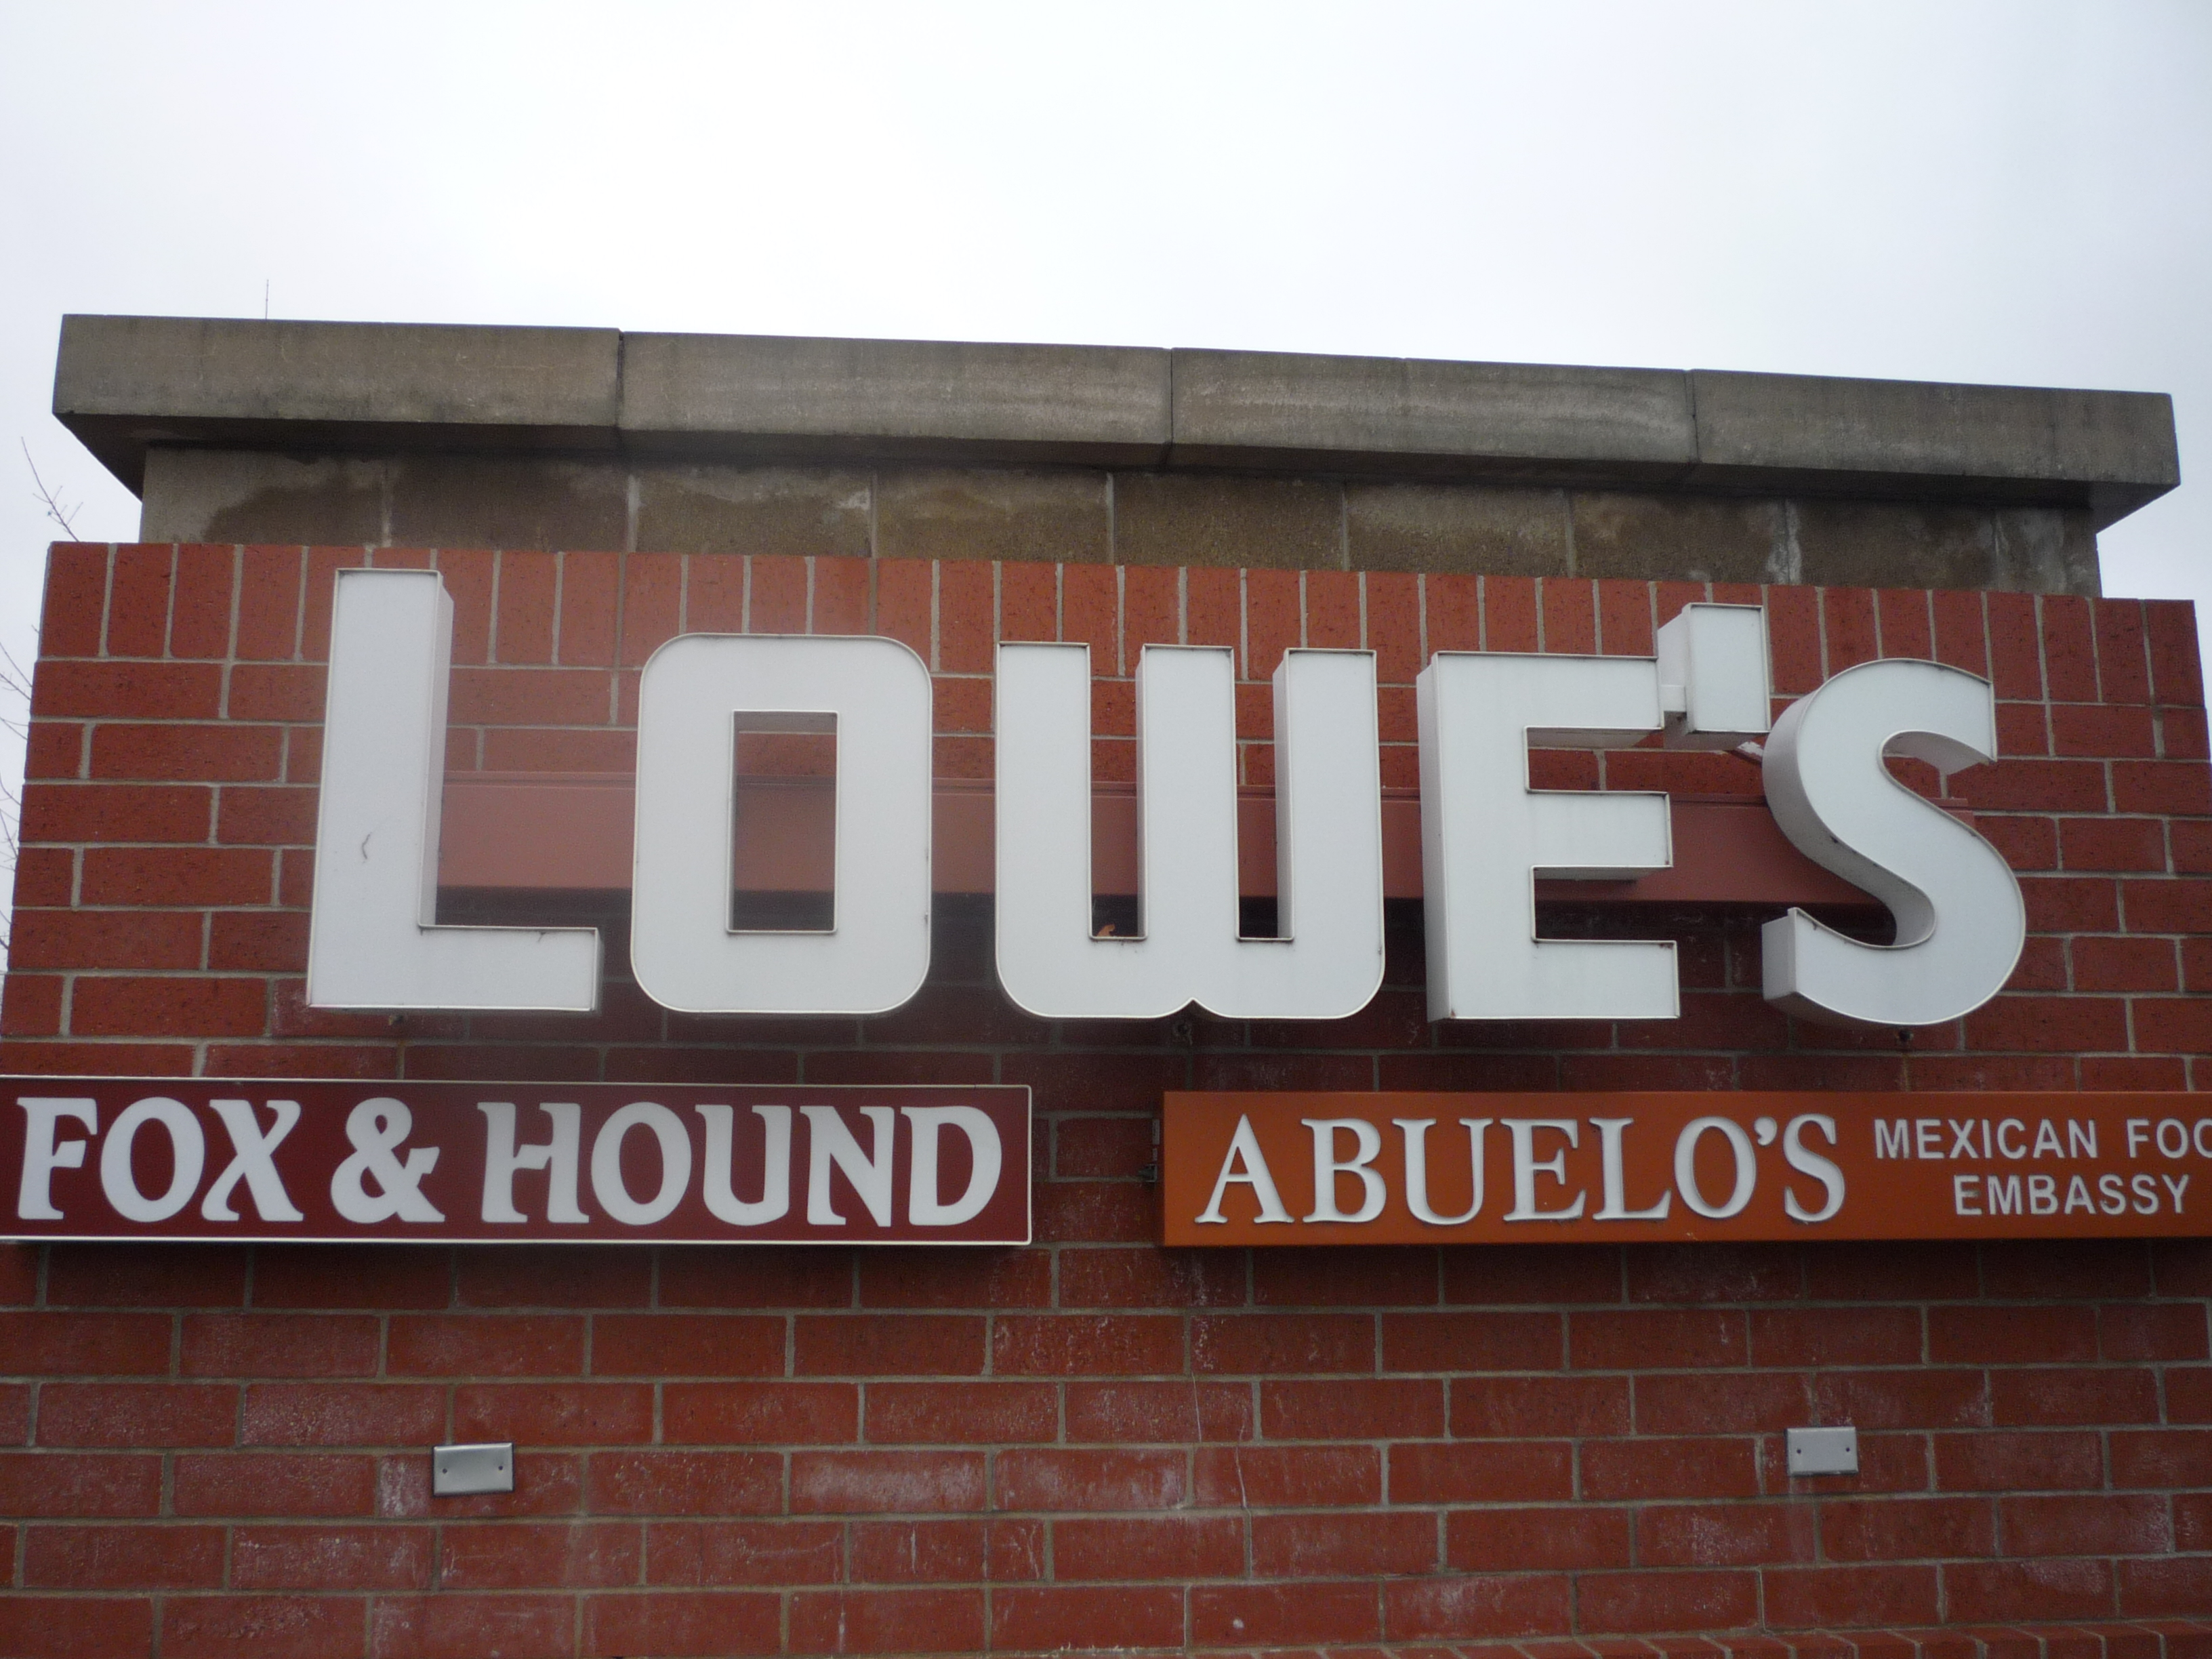 LOWE'S
FOX & HOUND
ABUELO'S
MEXICAN
EMBASSY